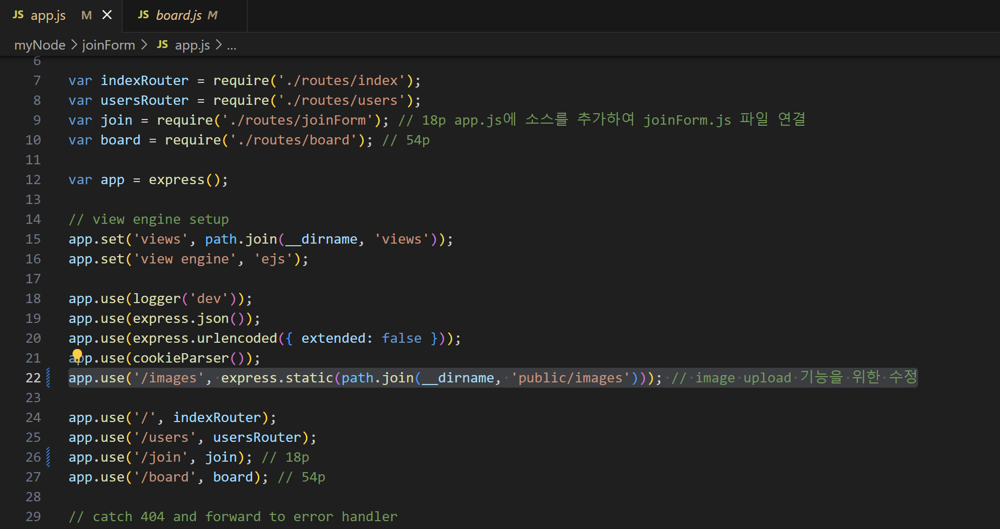 JS app.js M × JS board.js M
myNode > joinForm > JS app.js > ...
6
7 var indexRouter = require('./routes/index');
8 var usersRouter = require('./routes/users');
9 var join = require('./routes/joinForm'); // 18p app.js에 소스를 추가하여 joinForm.js 파일 연결
10 var board = require('./routes/board'); // 54p
11
12 var app = express();
13
14 // view engine setup
15 app.set('views', path.join(__dirname, 'views'));
16 app.set('view engine', 'ejs');
17
18 app.use(logger('dev'));
19 app.use(express.json());
20 app.use(express.urlencoded({ extended: false }));
21 app.use(cookieParser());
22 app.use('/images', express.static(path.join(__dirname, 'public/images'))); // image upload 기능을 위한 수정
23
24 app.use('/', indexRouter);
25 app.use('/users', usersRouter);
26 app.use('/join', join); // 18p
27 app.use('/board', board); // 54p
28
29 // catch 404 and forward to error handler